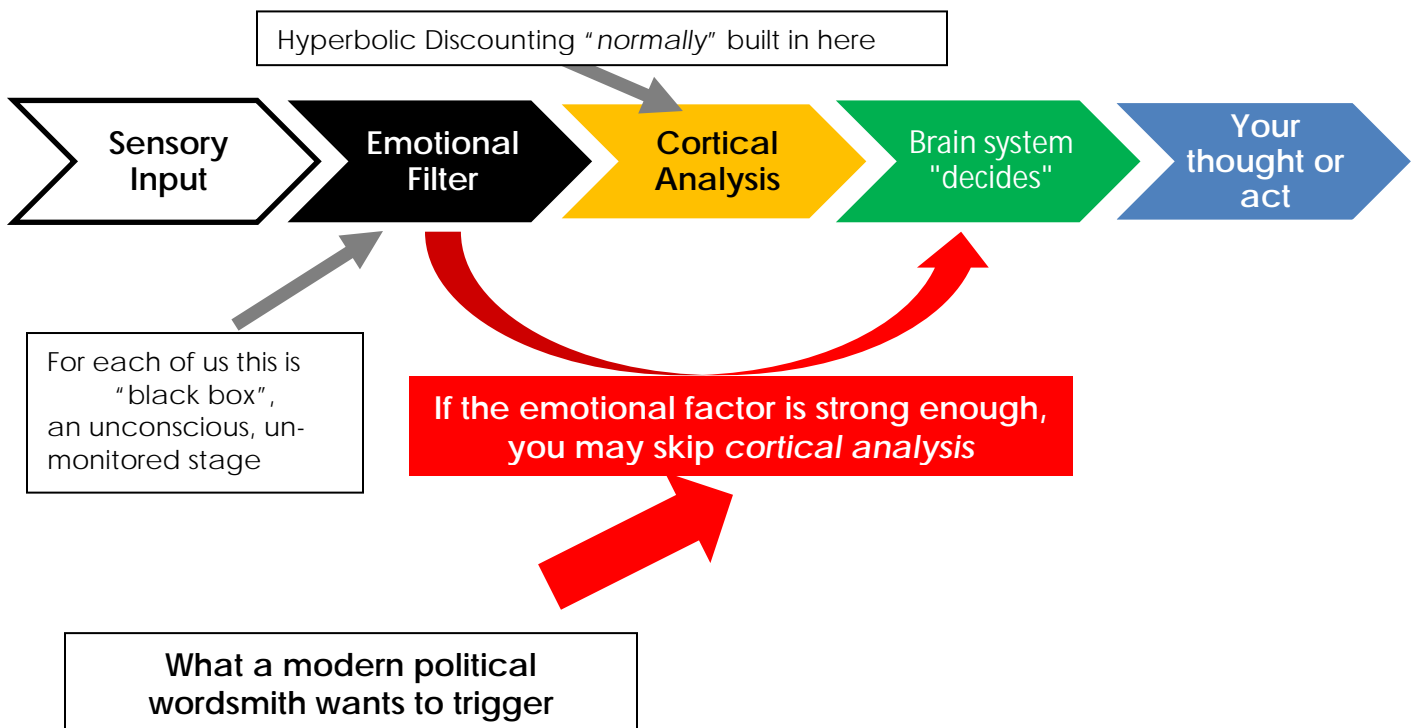 Hyperbolic Discounting “normally” built in here
Sensory
Input
Emotional
Filter
Cortical
Analysis
Brain system
"decides"
Your
thought or
act
For each of us this is
“black box”,
an unconscious, un-
monitored stage
If the emotional factor is strong enough,
you may skip cortical analysis
What a modern political
wordsmith wants to trigger